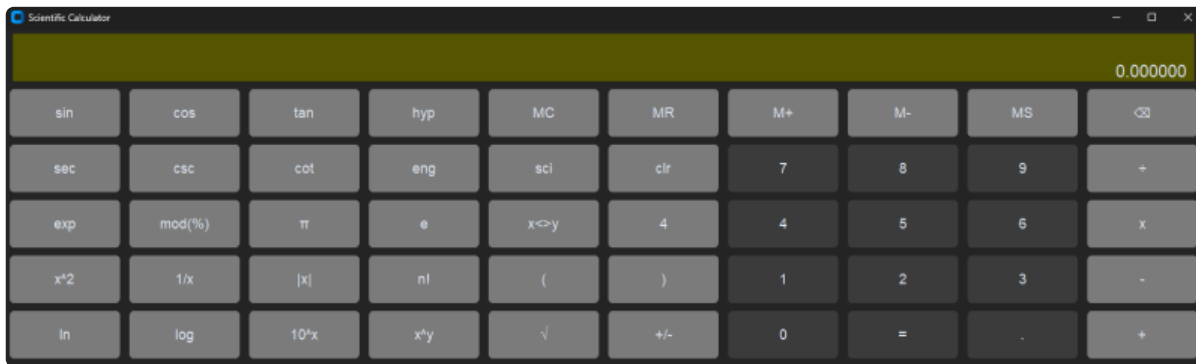 Scientific Calculator
0.000000
sin cos tan hyp MC MR M+ M- MS ⌫
sec csc cot eng sci clr 7 8 9 ÷
exp mod(%) π e x<>y 4 4 5 6 x
x^2 1/x |x| n! ( ) 1 2 3 -
ln log 10^x x^y √ +/- 0 = . +